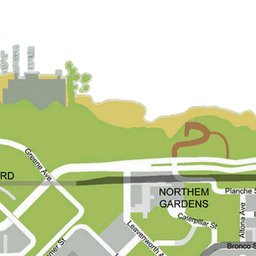 Greene Ave
RD
NORTHEM
GARDENS
Planche St
Caterpillar St
Altona Ave
Leavenworth A
mer St
Bronco S